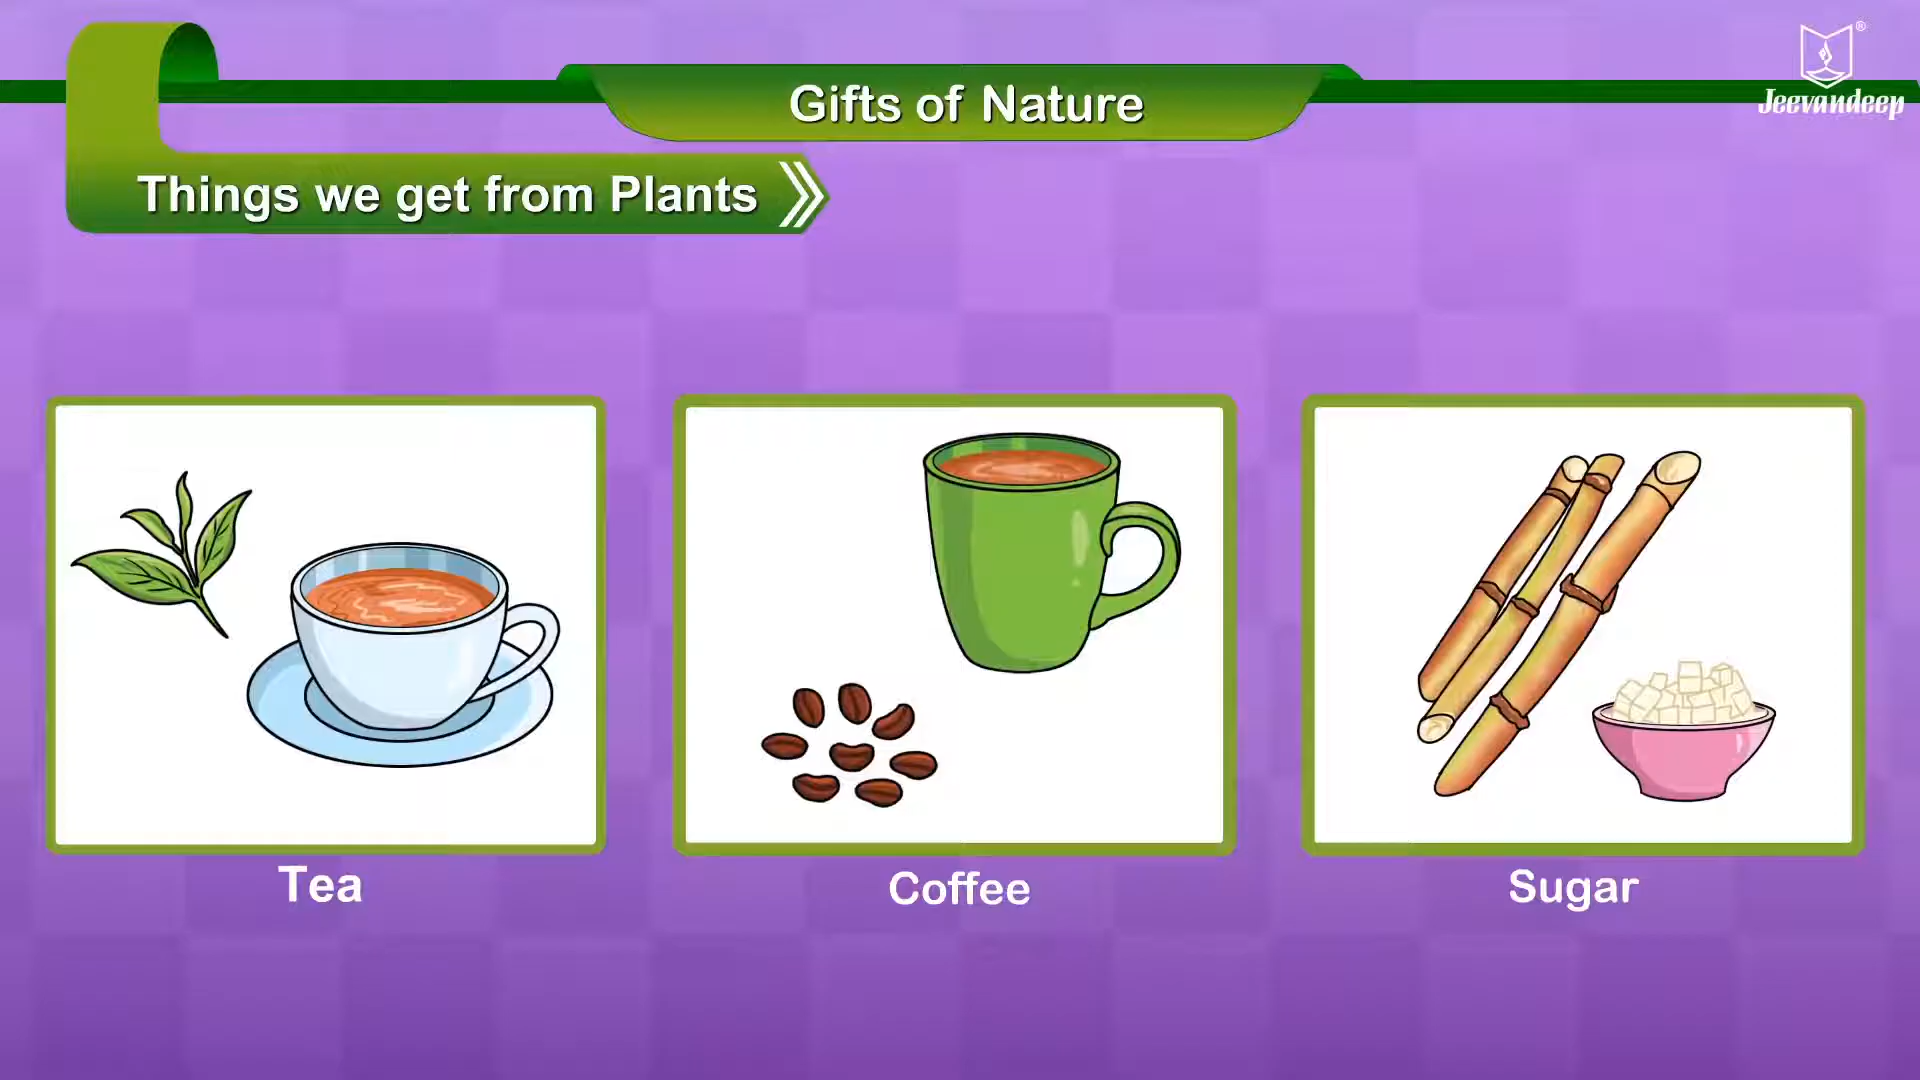 Gifts of Nature
®
Jeevandeep
Things we get from Plants
Tea
Coffee
Sugar